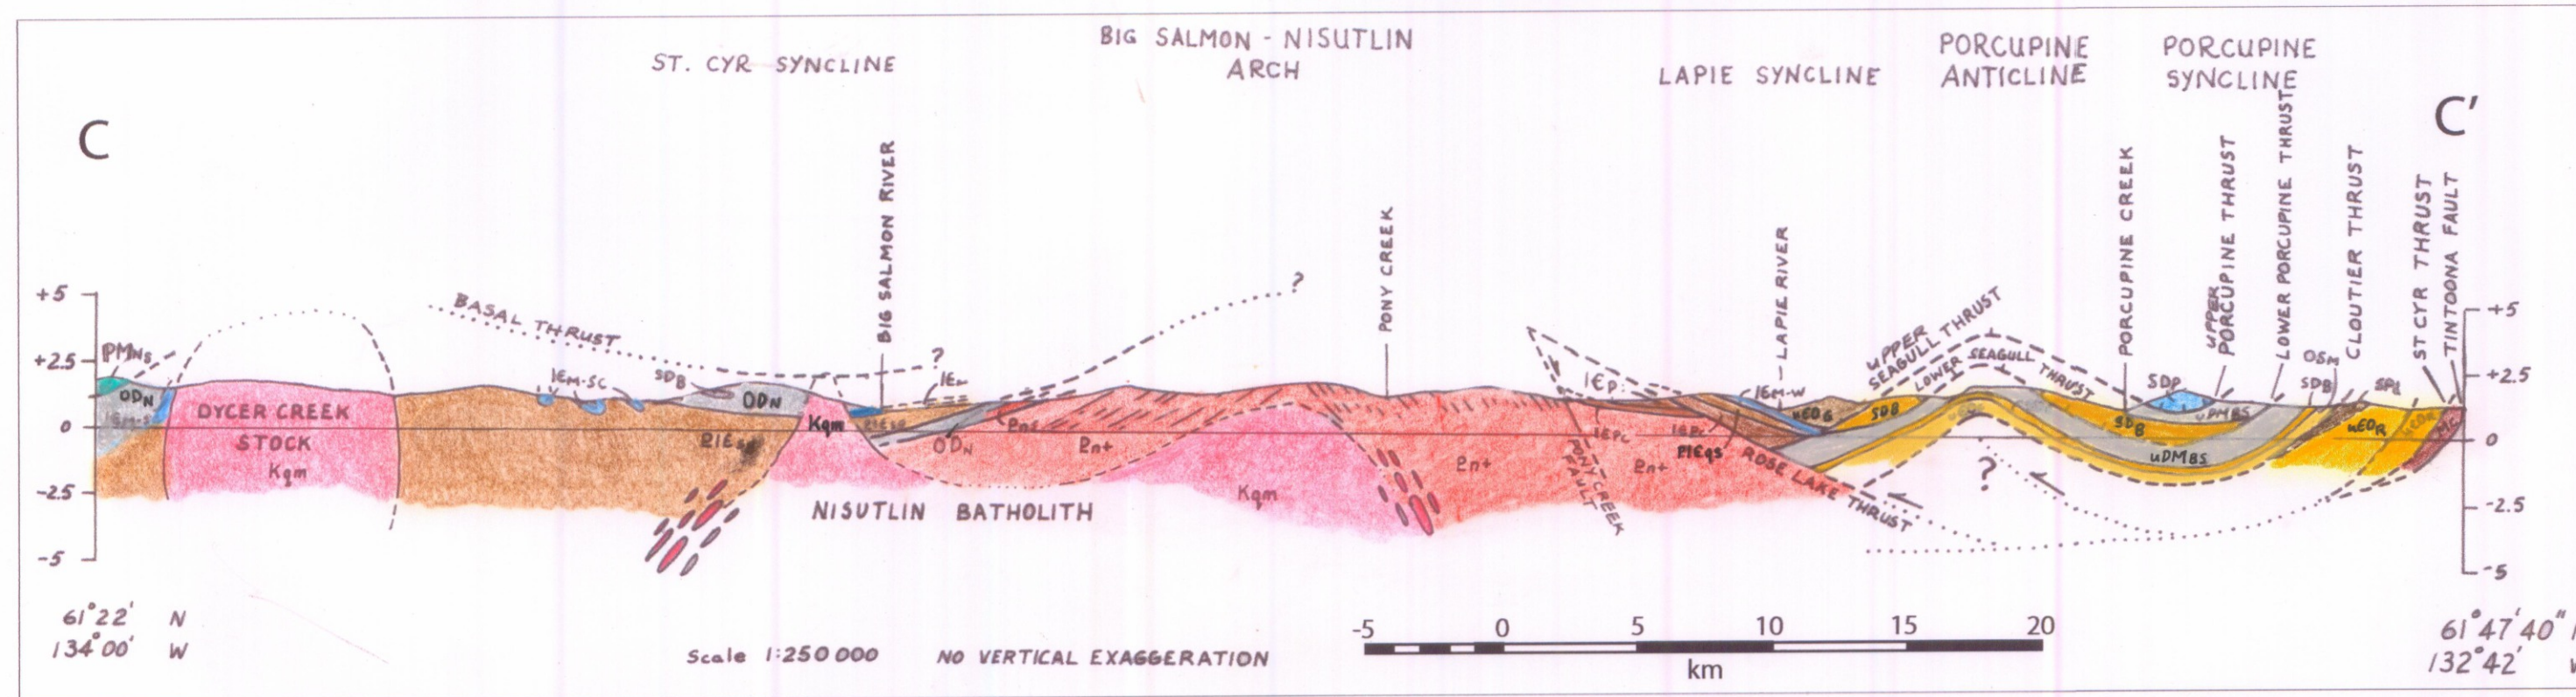 BIG SALMON - NISUTLIN
ARCH
ST. CYR SYNCLINE
LAPIE SYNCLINE
PORCUPINE
ANTICLINE
PORCUPINE
SYNCLINE
C
C'
BIG SALMON RIVER
PONY CREEK
LAPIE RIVER
PORCUPINE CREEK
UPPER
PORCUPINE THRUST
LOWER PORCUPINE THRUST
CLOUTIER THRUST
ST CYR THRUST
TINTOONA FAULT
+5
+2.5
0
-2.5
-5
BASAL THRUST
?
?
UPPER
SEAGULL THRUST
LOWER SEAGULL THRUST
PMNs
ODN
DYCER CREEK
STOCK
Kqm
SDB
ODN
Kqm
ODN
Kqm
PONY CREEK
FAULT
ROSE LAKE THRUST
SDB
SDP
uDMBS
SDB
uDMBS
OSM
SDB
?
NISUTLIN BATHOLITH
+5
+2.5
0
-2.5
-5
61°22' N
134°00' W
Scale 1:250 000 NO VERTICAL EXAGGERATION
-5 0 5 10 15 20
km
61°47'40"
132°42'